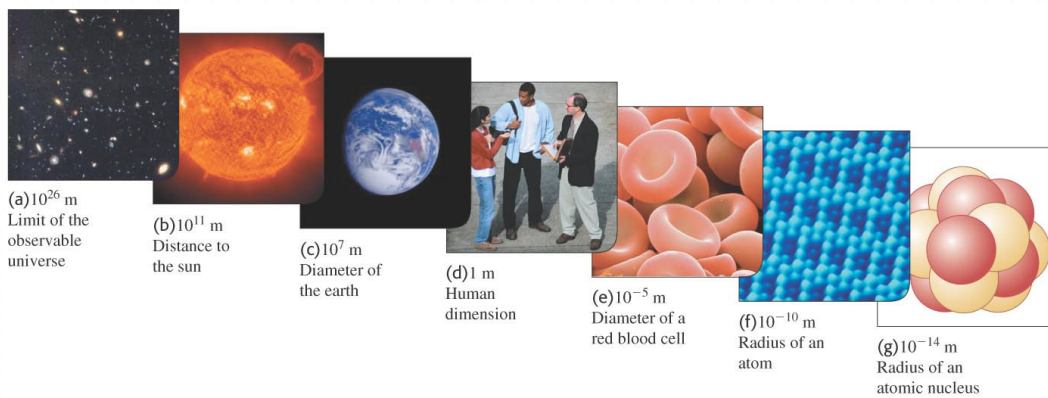 (a)10²⁶ m
Limit of the
observable
universe
(b)10¹¹ m
Distance to
the sun
(c)10⁷ m
Diameter of
the earth
(d)1 m
Human
dimension
(e)10⁻⁵ m
Diameter of a
red blood cell
(f)10⁻¹⁰ m
Radius of an
atom
(g)10⁻¹⁴ m
Radius of an
atomic nucleus